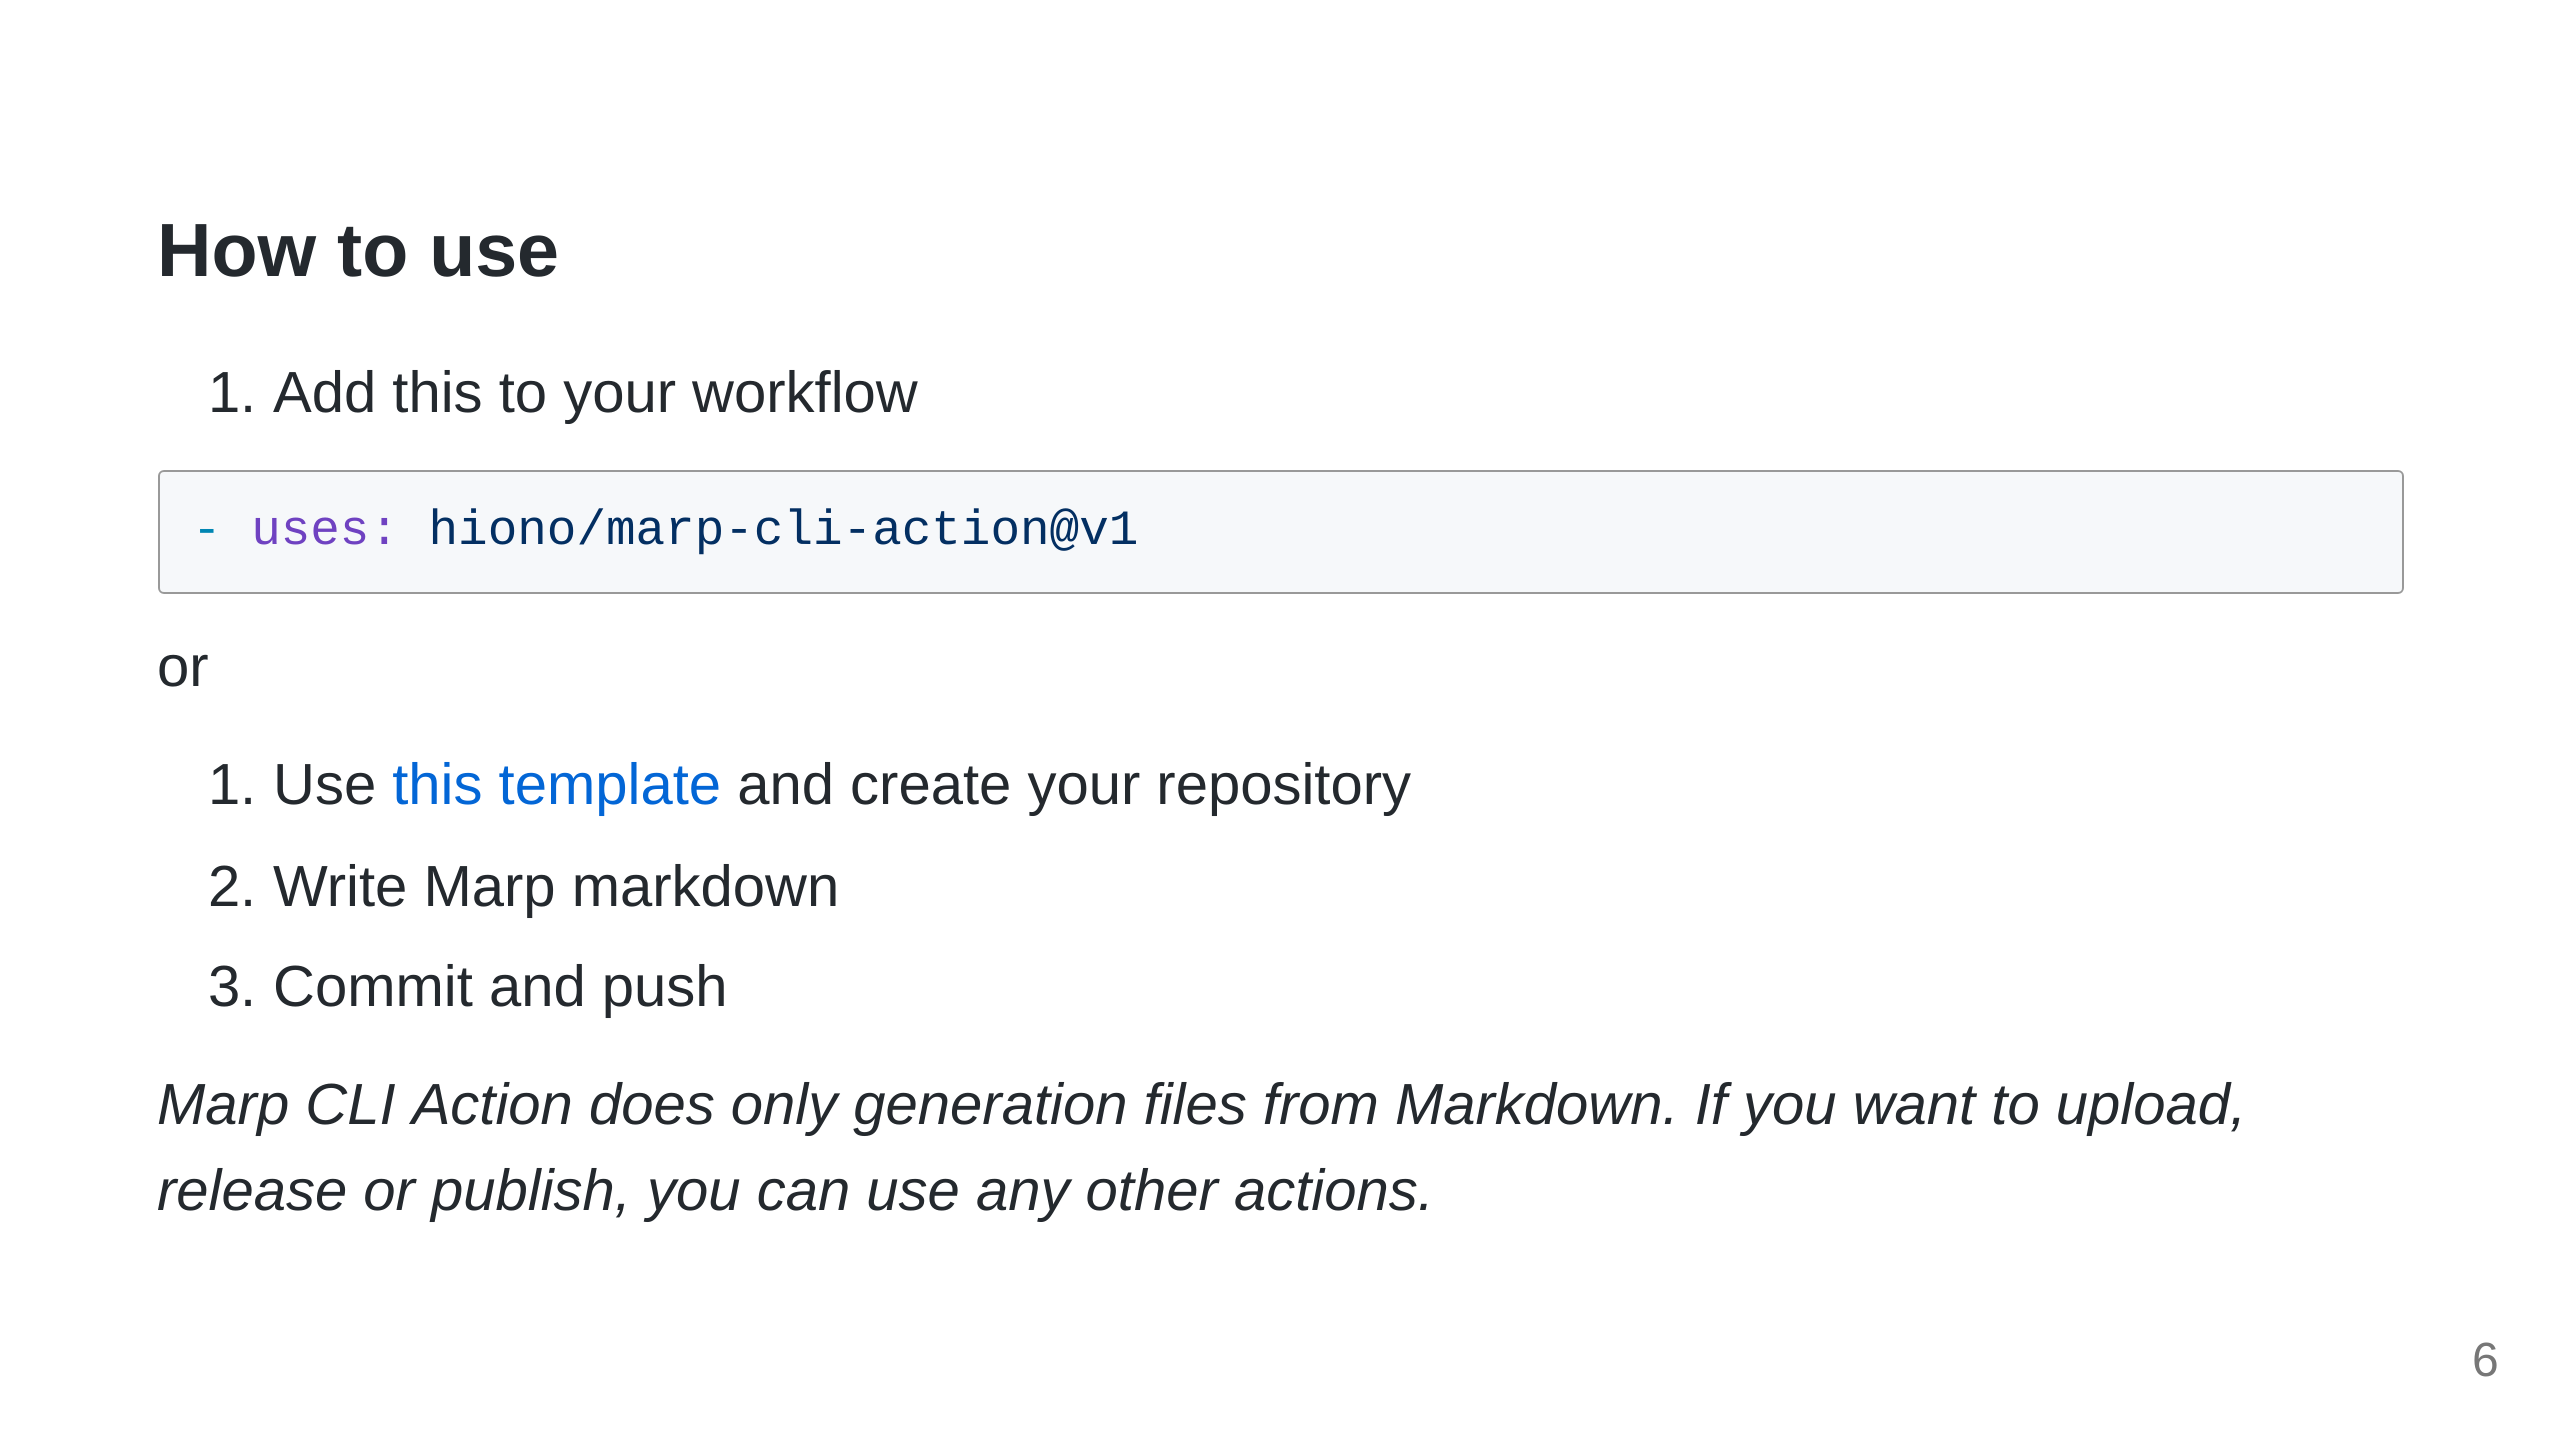 How to use
1. Add this to your workflow
- uses: hiono/marp-cli-action@v1
or
1. Use this template and create your repository
2. Write Marp markdown
3. Commit and push
Marp CLI Action does only generation files from Markdown. If you want to upload,
release or publish, you can use any other actions.
6